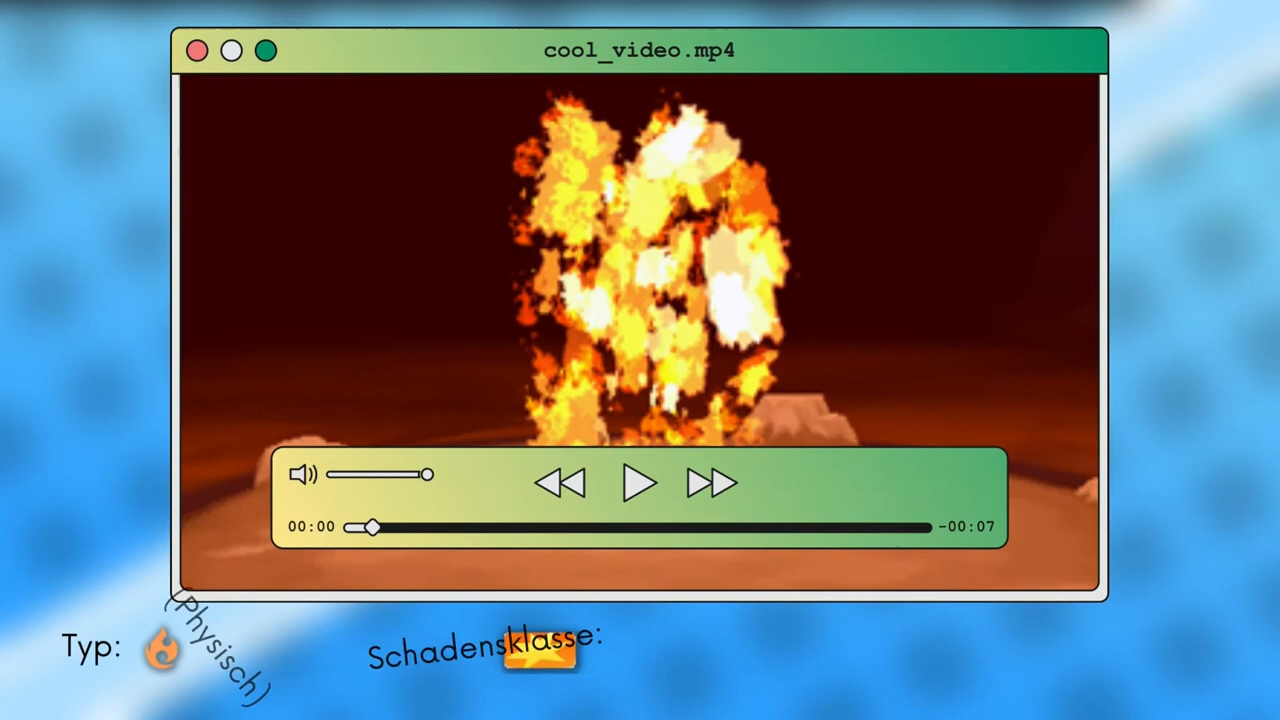 cool_video.mp4
00:00
-00:07
Typ:
(Physisch)
Schadensklasse: